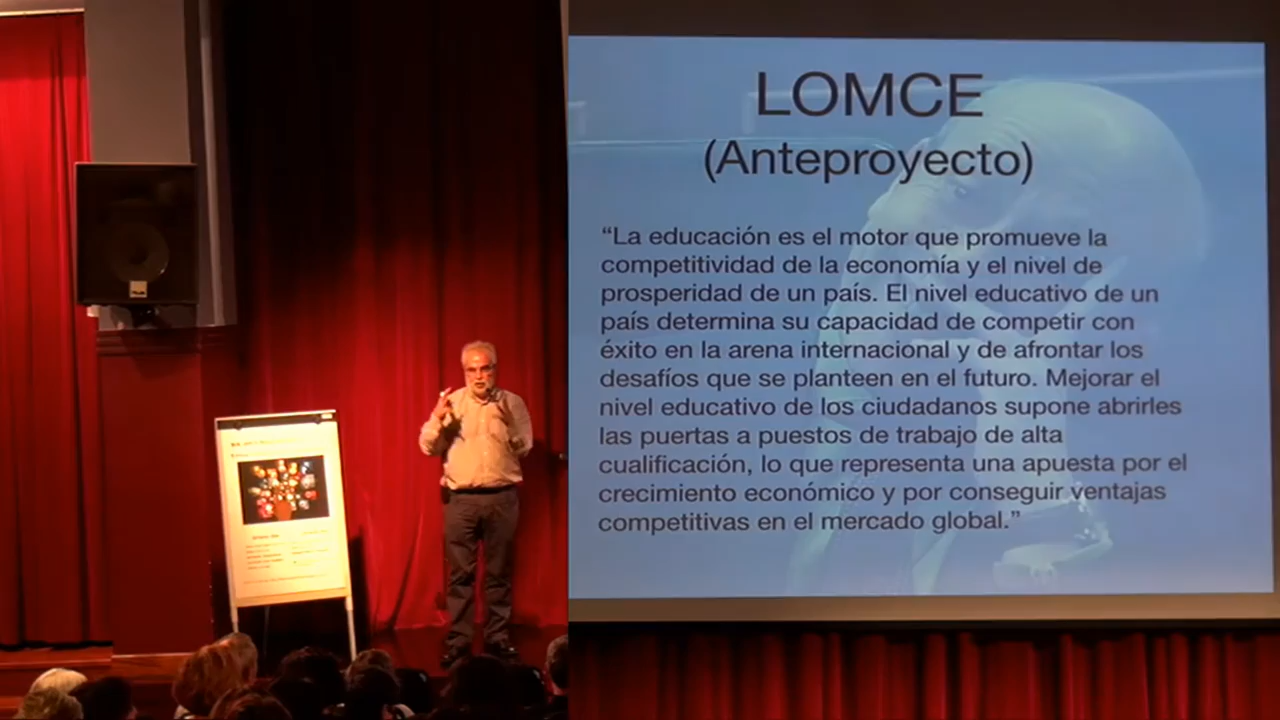 LOMCE
(Anteproyecto)
“La educación es el motor que promueve la
competitividad de la economía y el nivel de
prosperidad de un país. El nivel educativo de un
país determina su capacidad de competir con
éxito en la arena internacional y de afrontar los
desafíos que se planteen en el futuro. Mejorar el
nivel educativo de los ciudadanos supone abrirles
las puertas a puestos de trabajo de alta
cualificación, lo que representa una apuesta por el
crecimiento económico y por conseguir ventajas
competitivas en el mercado global.”